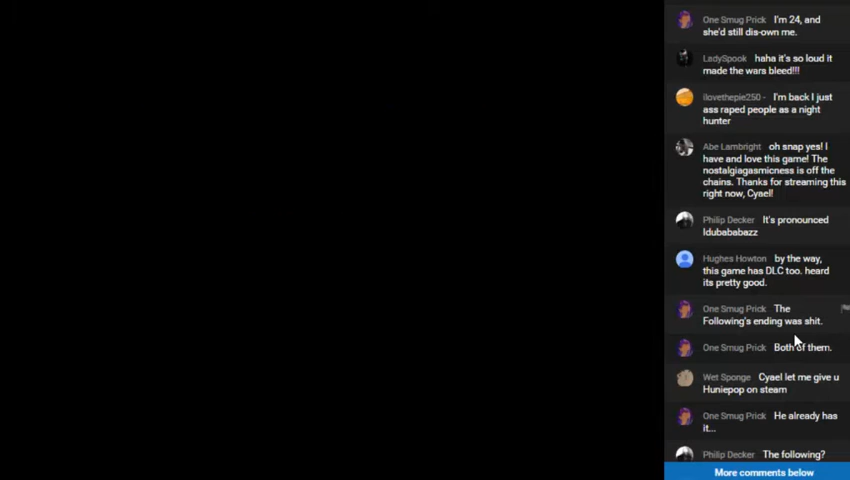 One Smug Prick I'm 24, and
she'd still dis-own me.
LadySpook haha it's so loud it
made the wars bleed!!!
ilovethepie250 - I'm back I just
ass raped people as a night
hunter
Abe Lambright oh snap yes! I
have and love this game! The
nostalgiagasmicness is off the
chains. Thanks for streaming this
right now, Cyael!
Philip Decker It's pronounced
Idubababazz
Hughes Howton by the way,
this game has DLC too. heard
its pretty good.
One Smug Prick The
Following's ending was shit.
One Smug Prick Both of them.
Wet Sponge Cyael let me give u
Huniepop on steam
One Smug Prick He already has
it...
Philip Decker The following?
More comments below